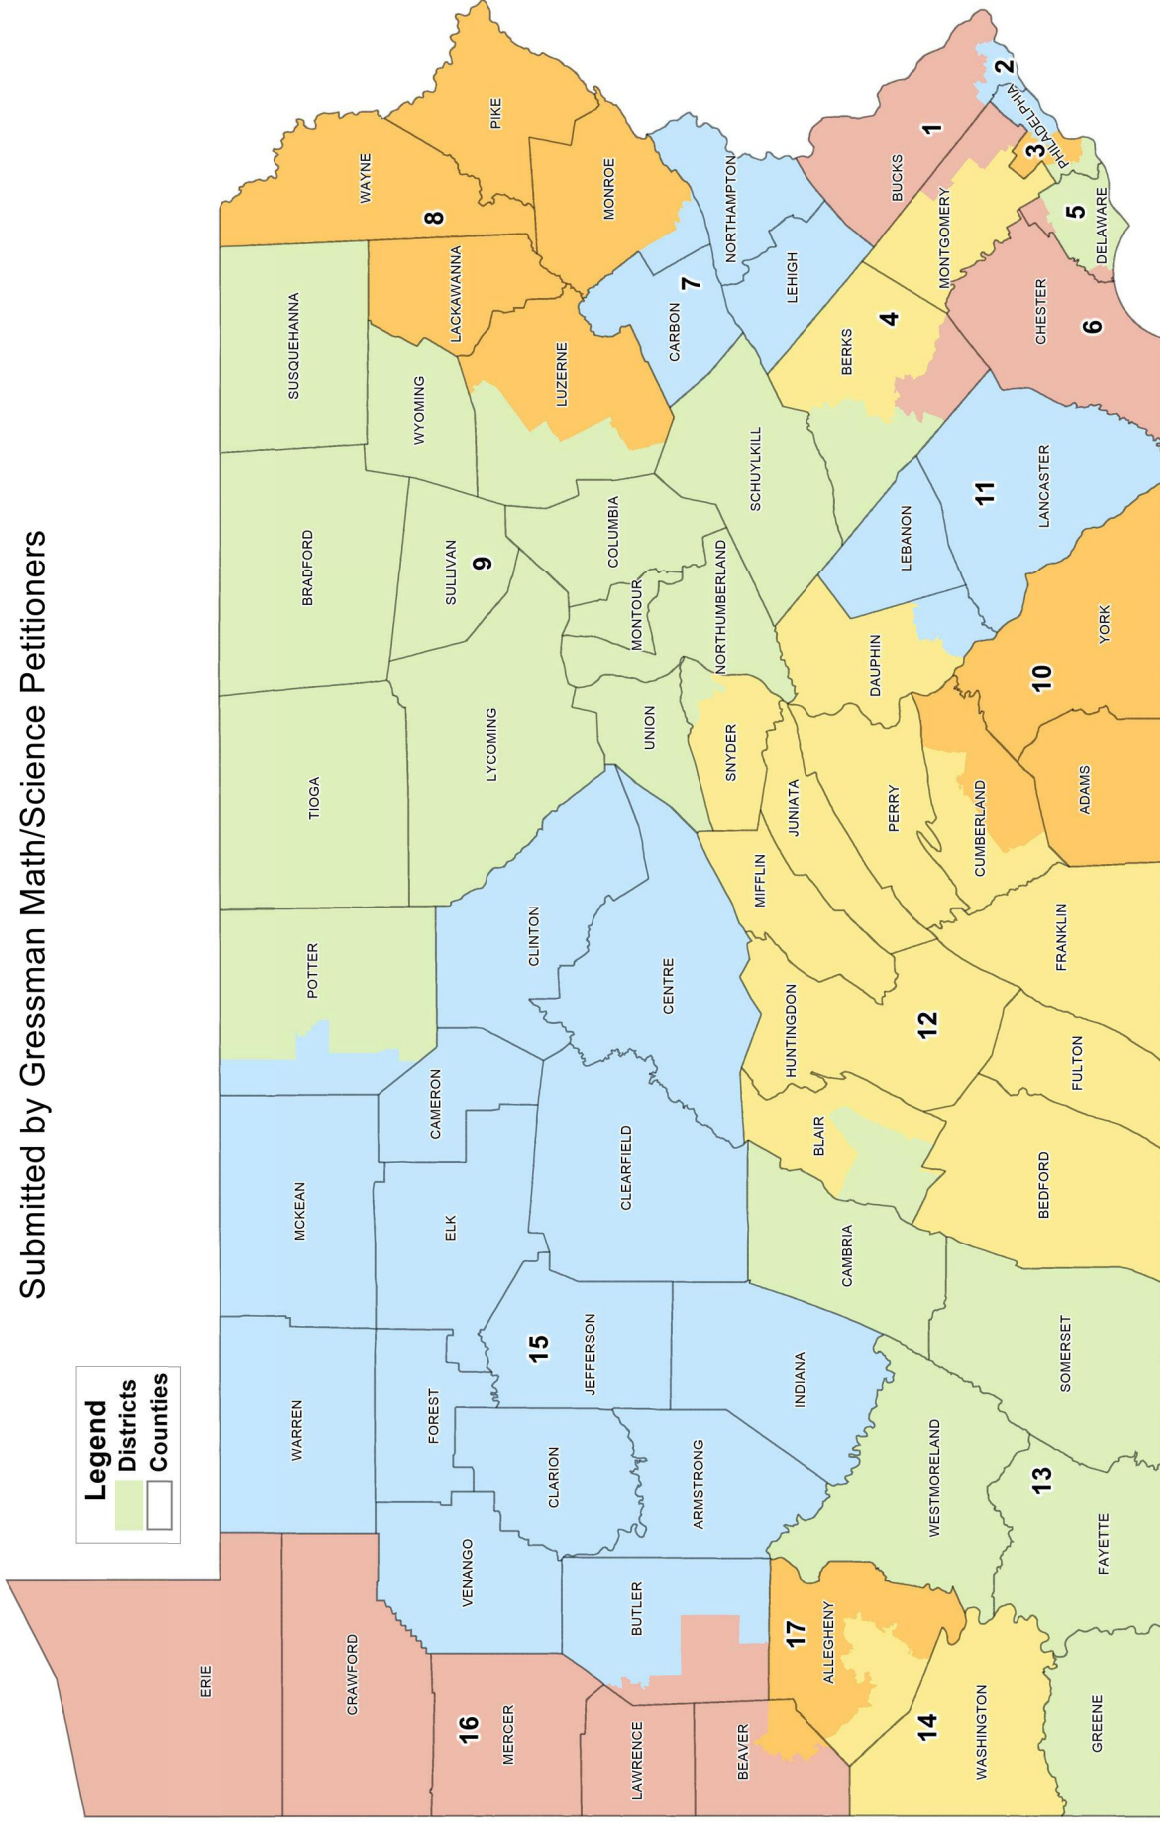 Submitted by Gressman Math/Science Petitioners
Legend
Districts
Counties
ERIE
CRAWFORD
16
MERCER
LAWRENCE
BEAVER
WARREN
MCKEAN
POTTER
TIOGA
BRADFORD
SUSQUEHANNA
WAYNE
8
PIKE
VENANGO
FOREST
ELK
CAMERON
CLINTON
LYCOMING
SULLIVAN
9
WYOMING
LACKAWANNA
LUZERNE
MONROE
BUTLER
CLARION
15
JEFFERSON
CLEARFIELD
CENTRE
UNION
MONTOUR
COLUMBIA
NORTHUMBERLAND
SCHUYLKILL
CARBON
7
NORTHAMPTON
LEHIGH
ARMSTRONG
INDIANA
CAMBRIA
BLAIR
HUNTINGDON
MIFFLIN
SNYDER
JUNIATA
PERRY
DAUPHIN
LEBANON
BERKS
4
MONTGOMERY
BUCKS
1
17
ALLEGHENY
14
WASHINGTON
GREENE
WESTMORELAND
13
FAYETTE
SOMERSET
BEDFORD
FULTON
12
FRANKLIN
CUMBERLAND
ADAMS
10
YORK
11
LANCASTER
CHESTER
6
5
DELAWARE
3
PHILADELPHIA
2